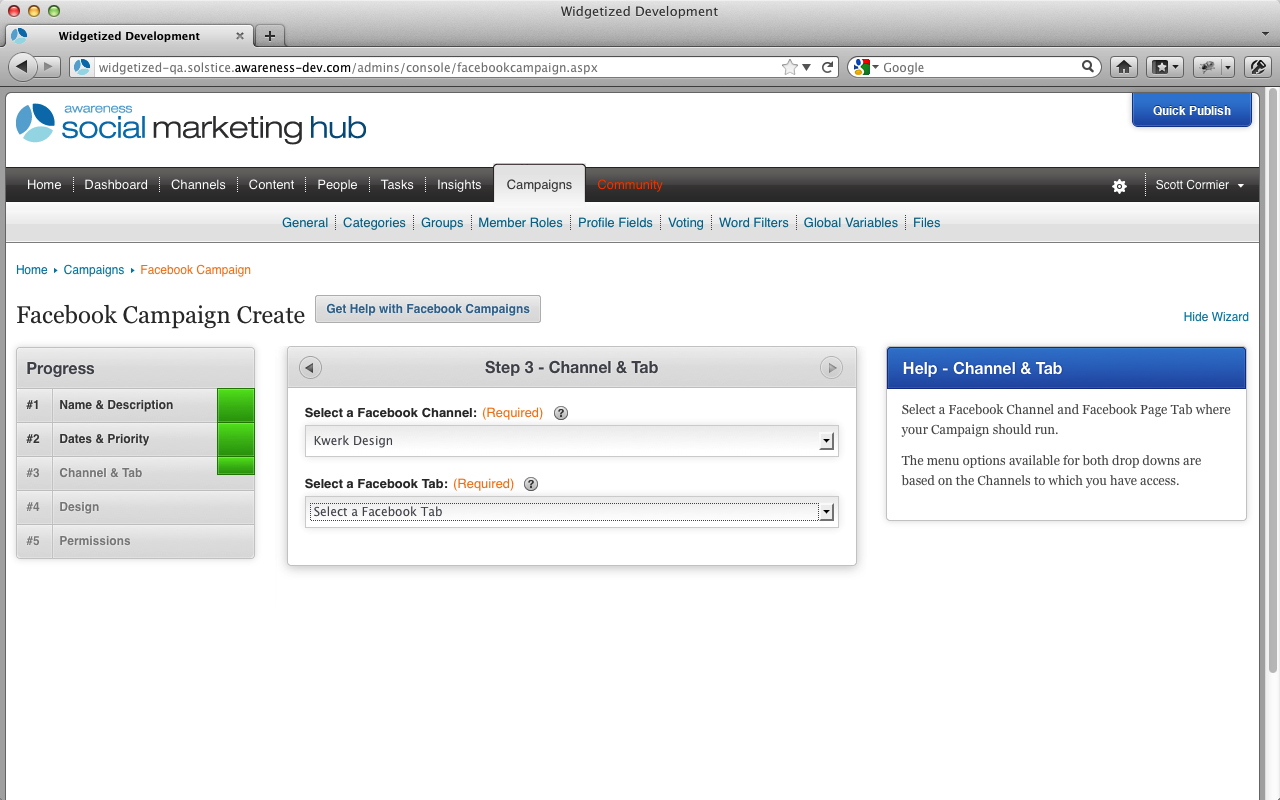 Widgetized Development
Widgetized Development
widgetized-qa.solstice.awareness-dev.com/admins/console/facebookcampaign.aspx
Google
awareness
social marketing hub
Quick Publish
Home Dashboard Channels Content People Tasks Insights Campaigns Community Scott Cormier
General Categories Groups Member Roles Profile Fields Voting Word Filters Global Variables Files
Home Campaigns Facebook Campaign
Facebook Campaign Create
Get Help with Facebook Campaigns
Hide Wizard
Progress
#1 Name & Description
#2 Dates & Priority
#3 Channel & Tab
#4 Design
#5 Permissions
Step 3 - Channel & Tab
Select a Facebook Channel: (Required) ?
Kwerk Design
Select a Facebook Tab: (Required) ?
Select a Facebook Tab
Help - Channel & Tab
Select a Facebook Channel and Facebook Page Tab where
your Campaign should run.
The menu options available for both drop downs are
based on the Channels to which you have access.